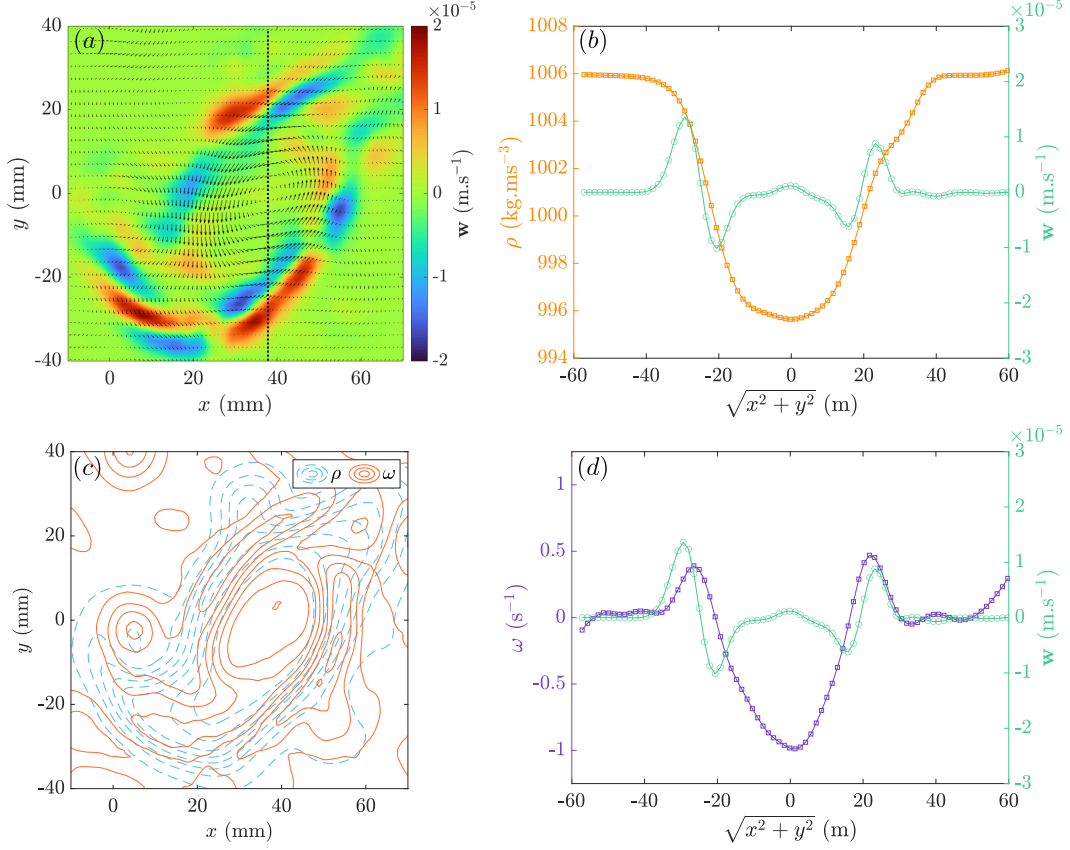 (a)
40
20
0
-20
-40
y (mm)
0 20 40 60
x (mm)
×10⁻⁵
2
1
0
-1
-2
w (m.s⁻¹)
(b)
1008
1006
1004
1002
1000
998
996
994
ρ (kg.ms⁻³)
-60 -40 -20 0 20 40 60
√x² + y² (m)
×10⁻⁵
3
2
1
0
-1
-2
-3
w (m.s⁻¹)
(c)
ρ ω
40
20
0
-20
-40
y (mm)
0 20 40 60
x (mm)
(d)
1
0.5
0
-0.5
-1
ω (s⁻¹)
-60 -40 -20 0 20 40 60
√x² + y² (m)
×10⁻⁵
3
2
1
0
-1
-2
-3
w (m.s⁻¹)